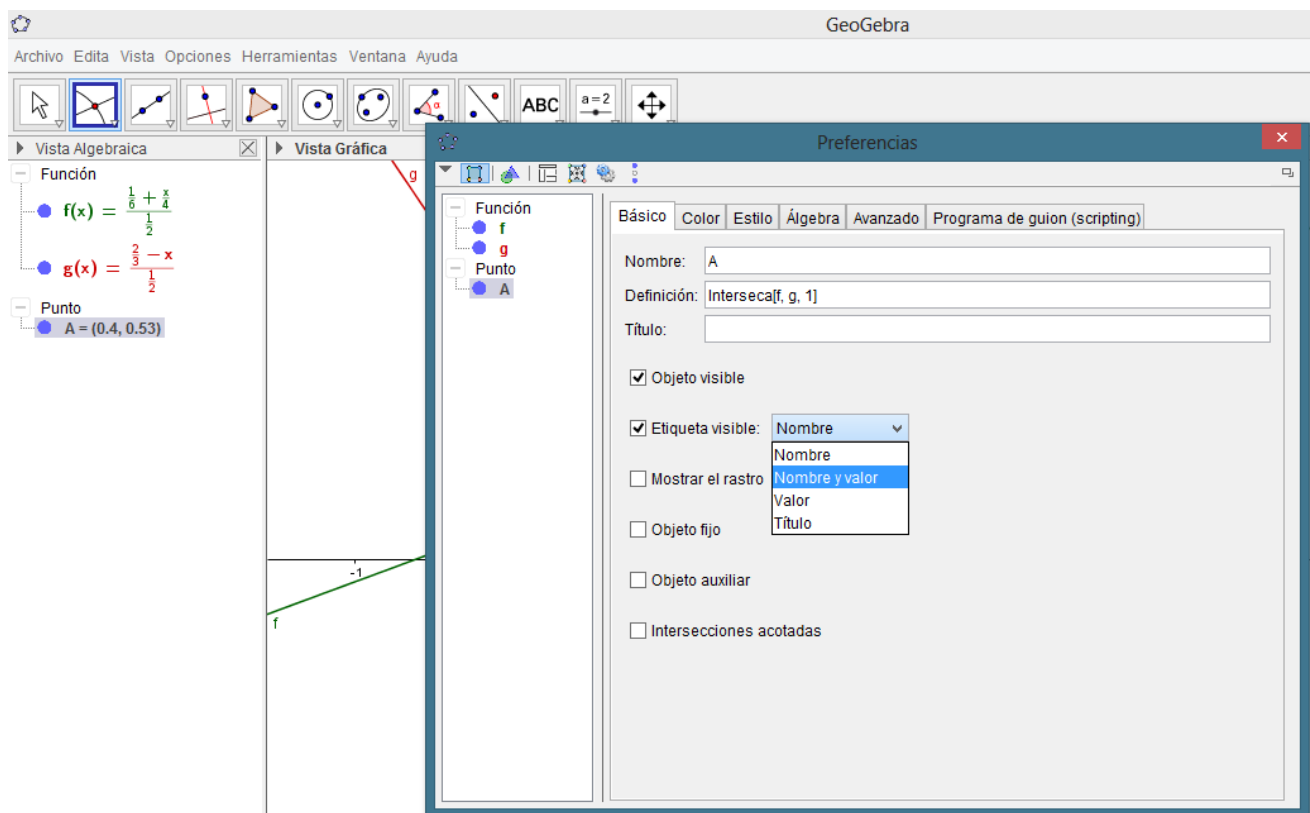 GeoGebra
Archivo Edita Vista Opciones Herramientas Ventana Ayuda
ABC a=2
Vista Algebraica
Función
f(x) = (1/6 + x/4)/(1/2)
g(x) = (2/3 − x)/(1/2)
Punto
A = (0.4, 0.53)
Vista Gráfica
g
-1
f
Preferencias
Función
f
g
Punto
A
Básico Color Estilo Álgebra Avanzado Programa de guion (scripting)
Nombre: A
Definición: Interseca[f, g, 1]
Título:
Objeto visible
Etiqueta visible: Nombre
Nombre
Mostrar el rastro Nombre y valor
Valor
Objeto fijo Título
Objeto auxiliar
Intersecciones acotadas